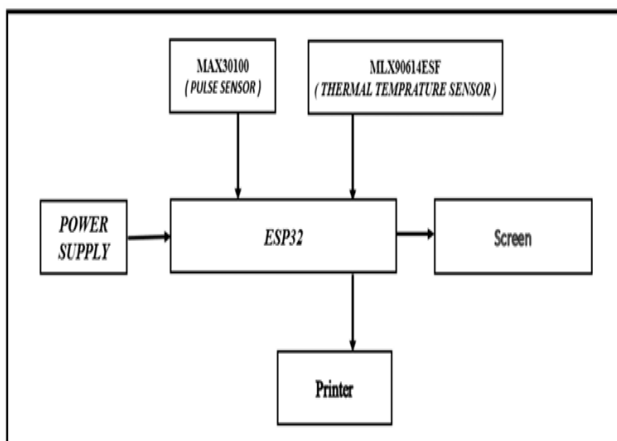 MAX30100
( PULSE SENSOR )
MLX90614ESF
( THERMAL TEMPRATURE SENSOR )
POWER
SUPPLY
ESP32
Screen
Printer